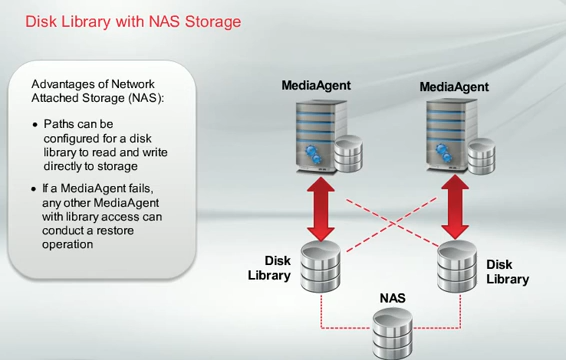 Disk Library with NAS Storage
Advantages of Network
Attached Storage (NAS):
• Paths can be
configured for a disk
library to read and write
directly to storage
• If a MediaAgent fails,
any other MediaAgent
with library access can
conduct a restore
operation
MediaAgent
MediaAgent
Disk
Library
Disk
Library
NAS